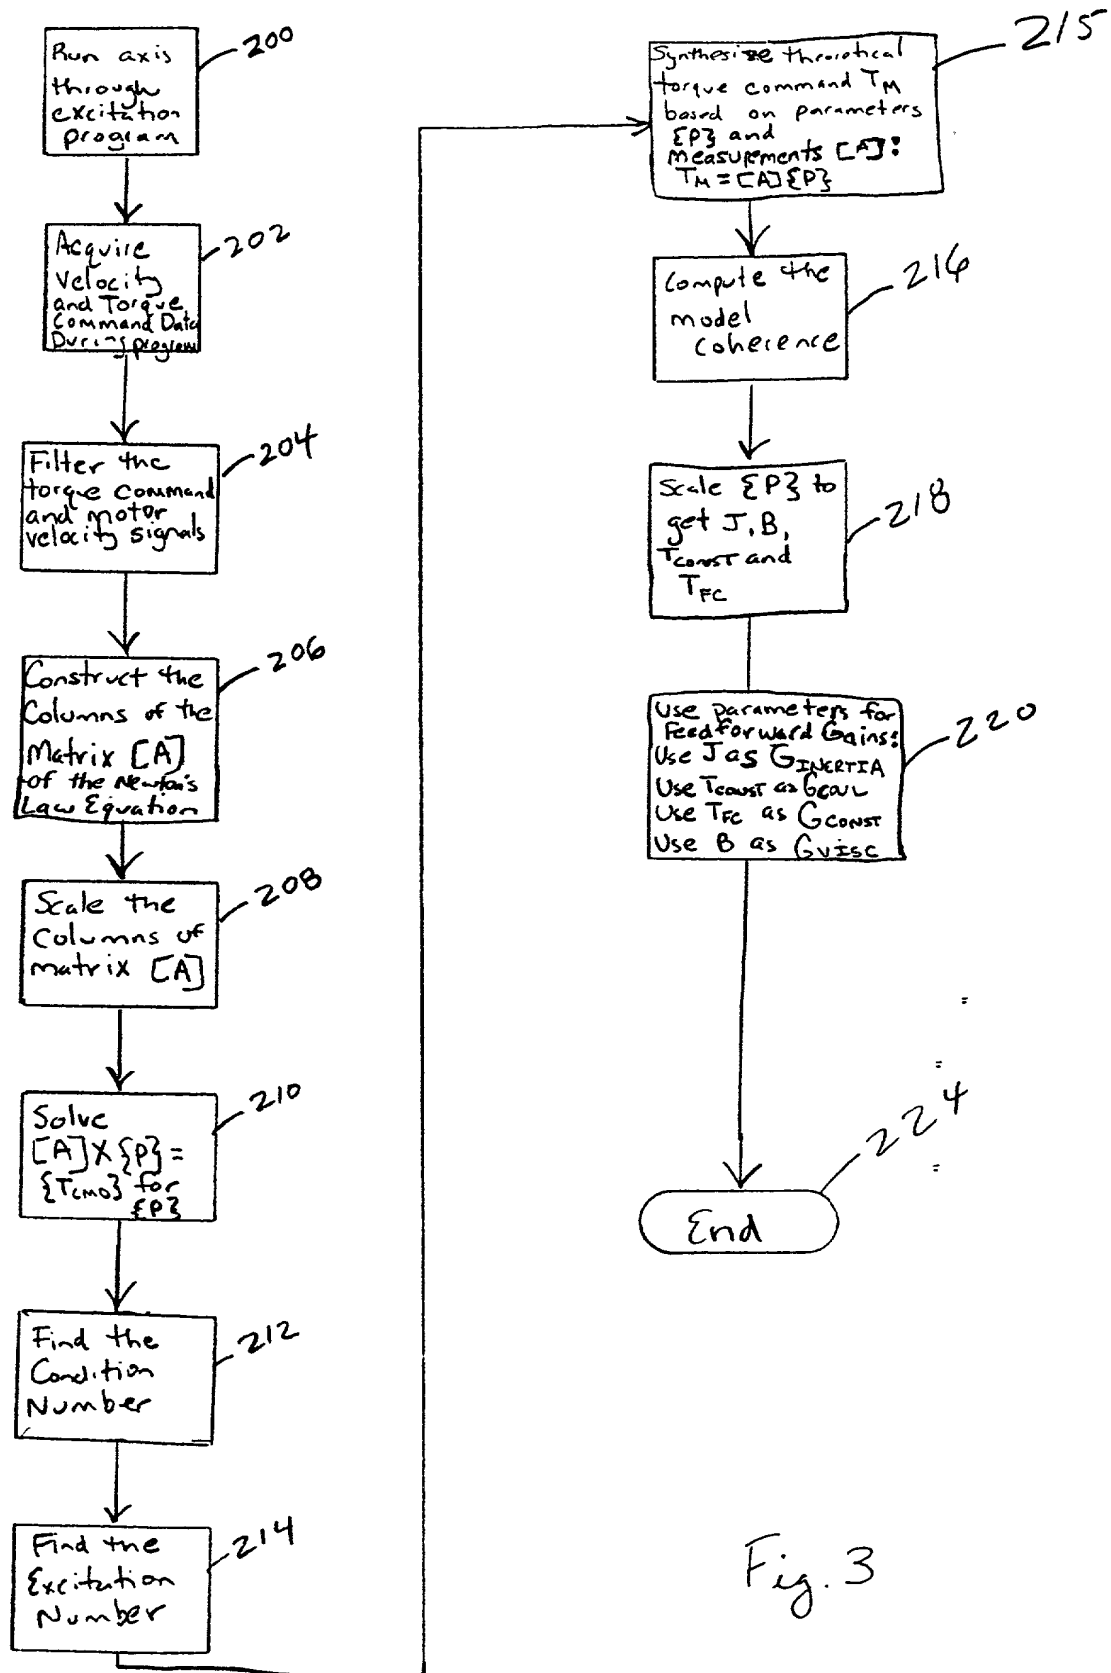 Run axis
through
excitation
program
200
Acquire
Velocity
and Torque
Command Data
During program
202
Filter the
torque command
and motor
velocity signals
204
Construct the
Columns of the
Matrix [A]
of the Newton's
Law Equation
206
Scale the
Columns of
matrix [A]
208
Solve
[A] X {P} =
{TCMD} for
{P}
210
Find the
Condition
Number
212
Find the
Excitation
Number
214
Synthesize theoretical
torque command TM
based on parameters
{P} and
measurements [A]:
TM = [A]{P}
215
Compute the
model
Coherence
216
Scale {P} to
get J, B,
TCONST and
TFC
218
Use parameters for
Feedforward Gains:
Use J as GINERTIA
Use TCONST as GCOUL
Use TFC as GCONST
Use B as GVISC
220
End
224
Fig. 3